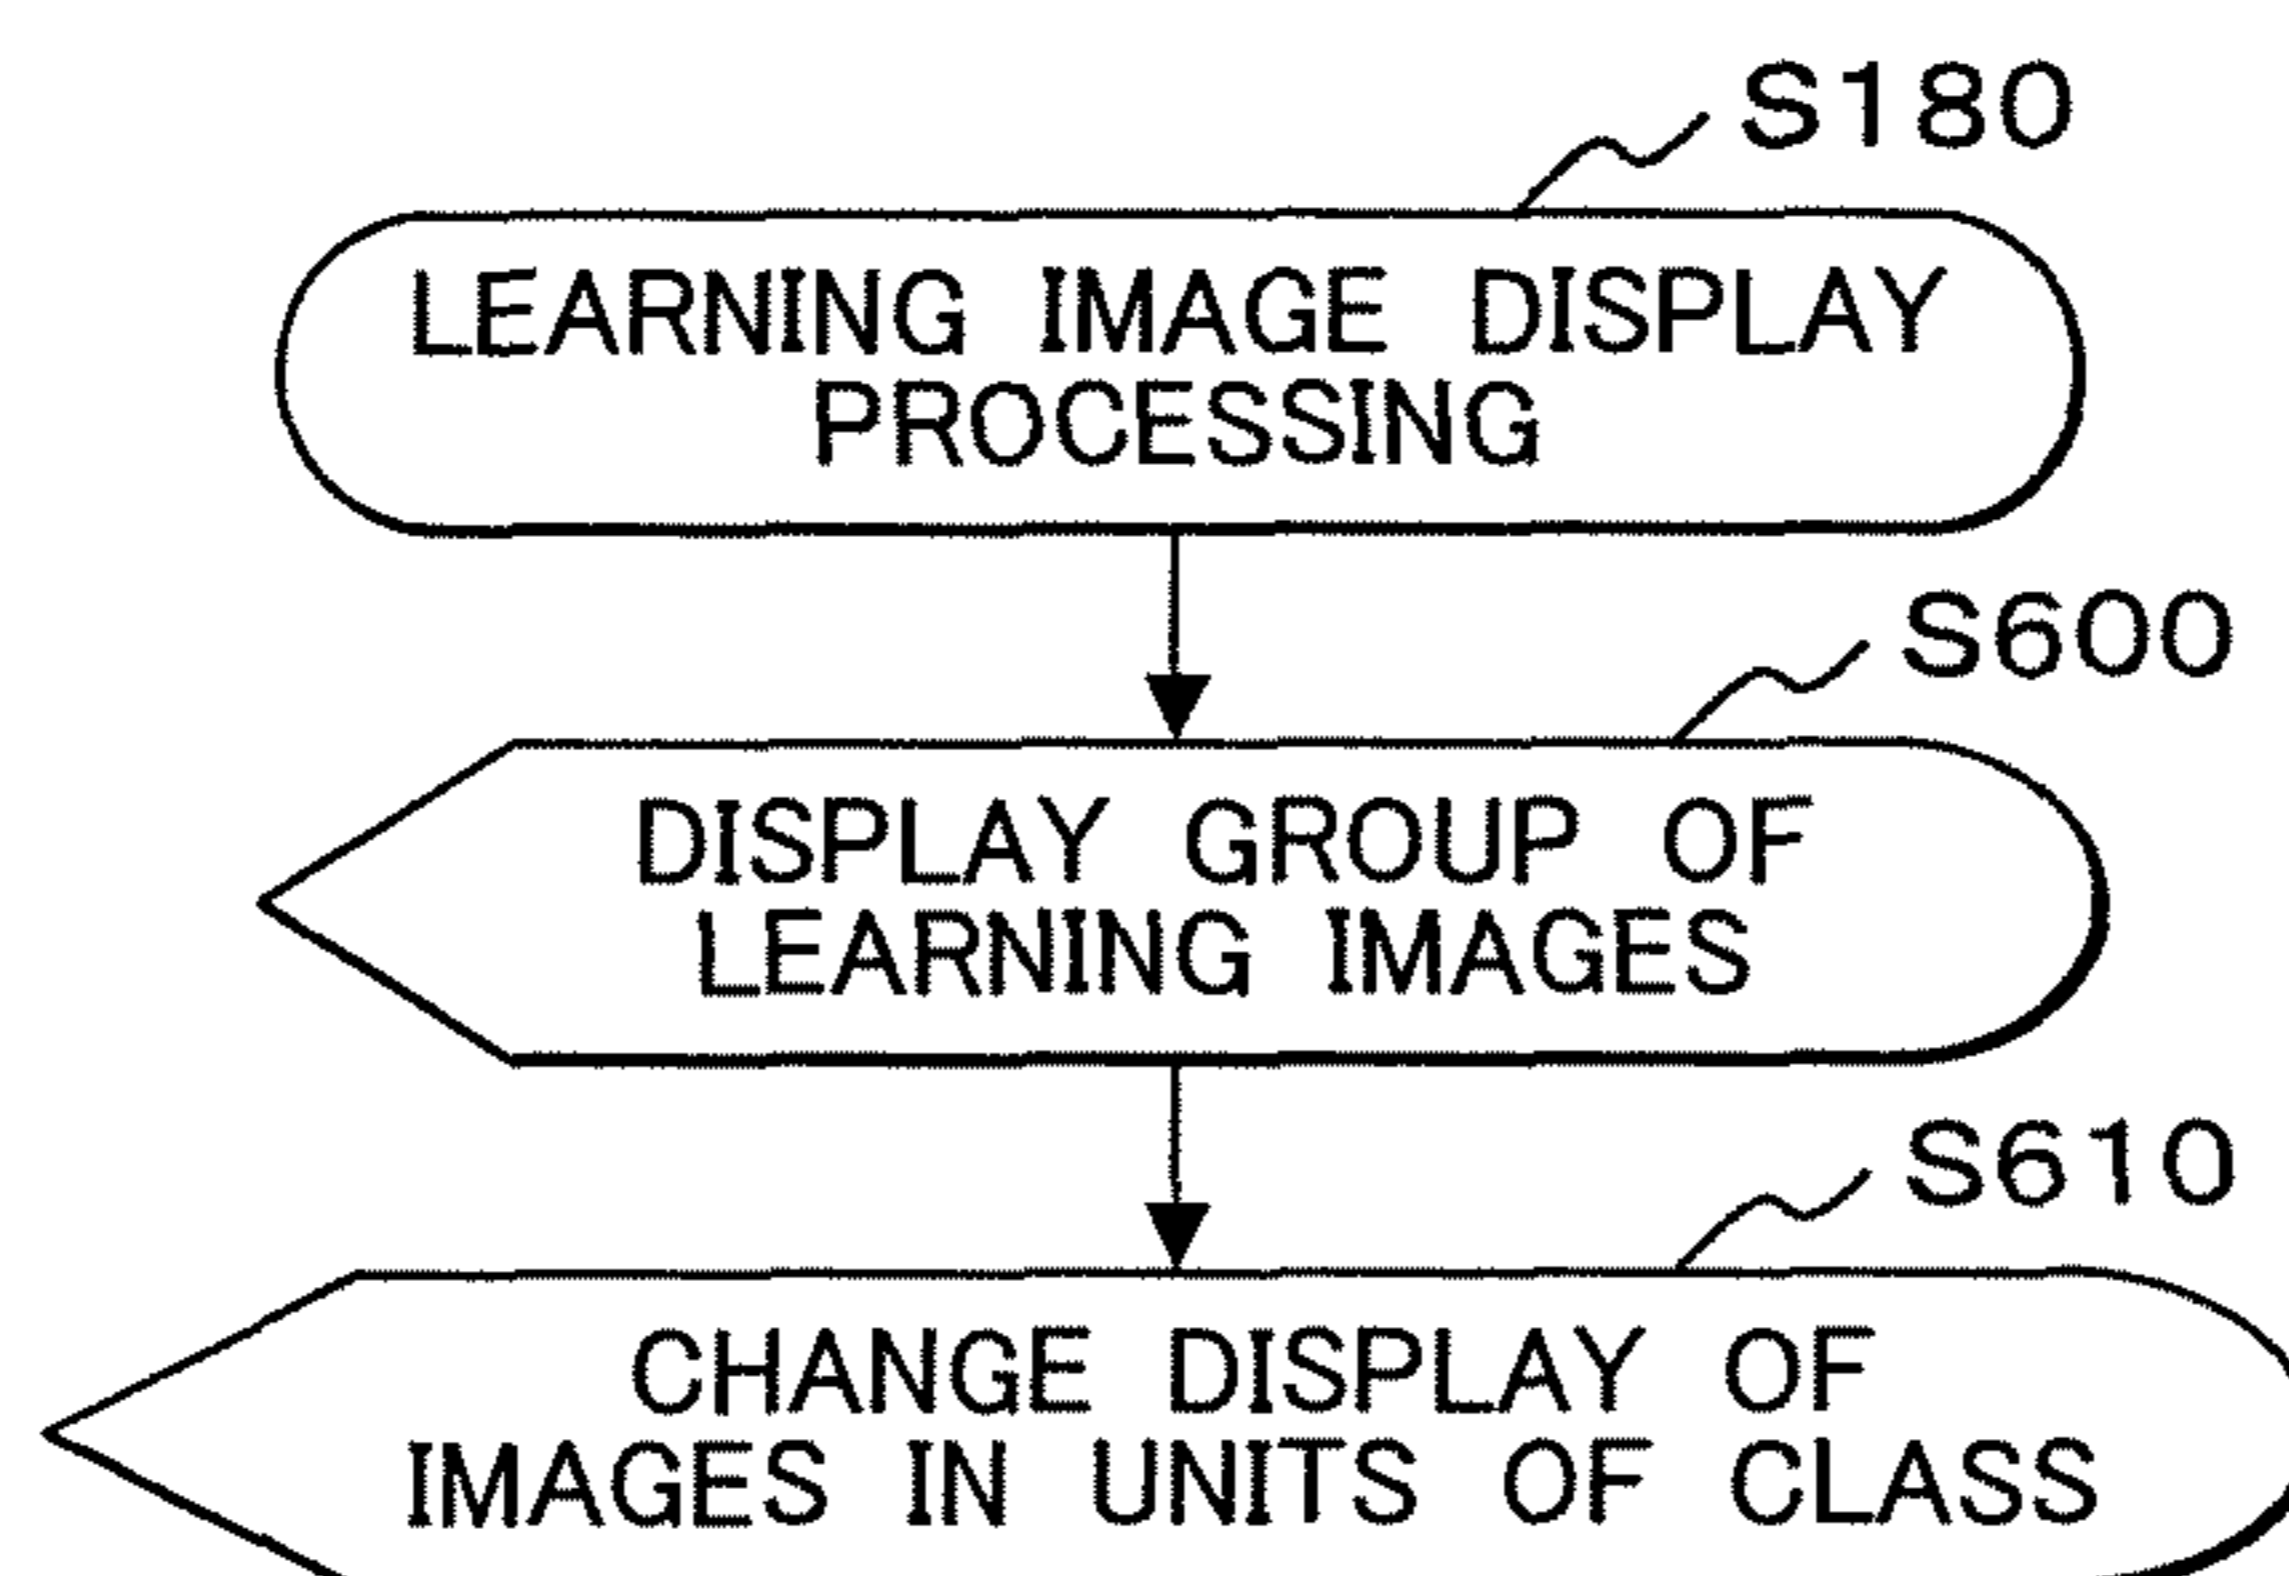 S180
LEARNING IMAGE DISPLAY
PROCESSING
S600
DISPLAY GROUP OF
LEARNING IMAGES
S610
CHANGE DISPLAY OF
IMAGES IN UNITS OF CLASS